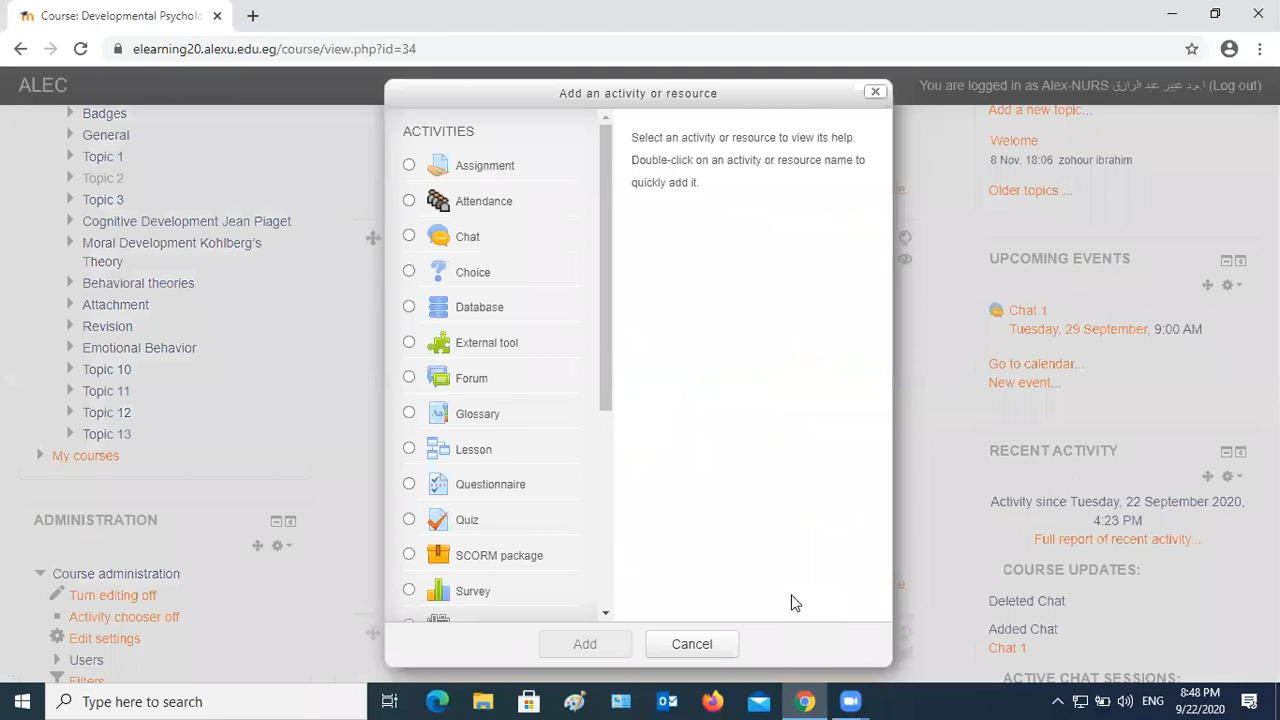 Course: Developmental Psycholo
elearning20.alexu.edu.eg/course/view.php?id=34
ALEC
You are logged in as Alex-NURS ا.م.د عبير عبد الرازق (Log out)
Badges
General
Topic 1
Topic 2
Topic 3
Cognitive Development Jean Piaget
Moral Development Kohlberg's
Theory
Behavioral theories
Attachment
Revision
Emotional Behavior
Topic 10
Topic 11
Topic 12
Topic 13
My courses
ADMINISTRATION
Course administration
Turn editing off
Activity chooser off
Edit settings
Users
Filters
Add an activity or resource
ACTIVITIES
Assignment
Attendance
Chat
Choice
Database
External tool
Forum
Glossary
Lesson
Questionnaire
Quiz
SCORM package
Survey
Select an activity or resource to view its help.
Double-click on an activity or resource name to
quickly add it.
Add
Cancel
Add a new topic...
Welome
8 Nov. 18:06 zohour ibrahim
Older topics ...
UPCOMING EVENTS
Chat 1
Tuesday, 29 September, 9:00 AM
Go to calendar...
New event...
RECENT ACTIVITY
Activity since Tuesday, 22 September 2020,
4:23 PM
Full report of recent activity...
COURSE UPDATES:
Deleted Chat
Added Chat
Chat 1
ACTIVE CHAT SESSIONS:
Type here to search
ENG
8:48 PM
9/22/2020